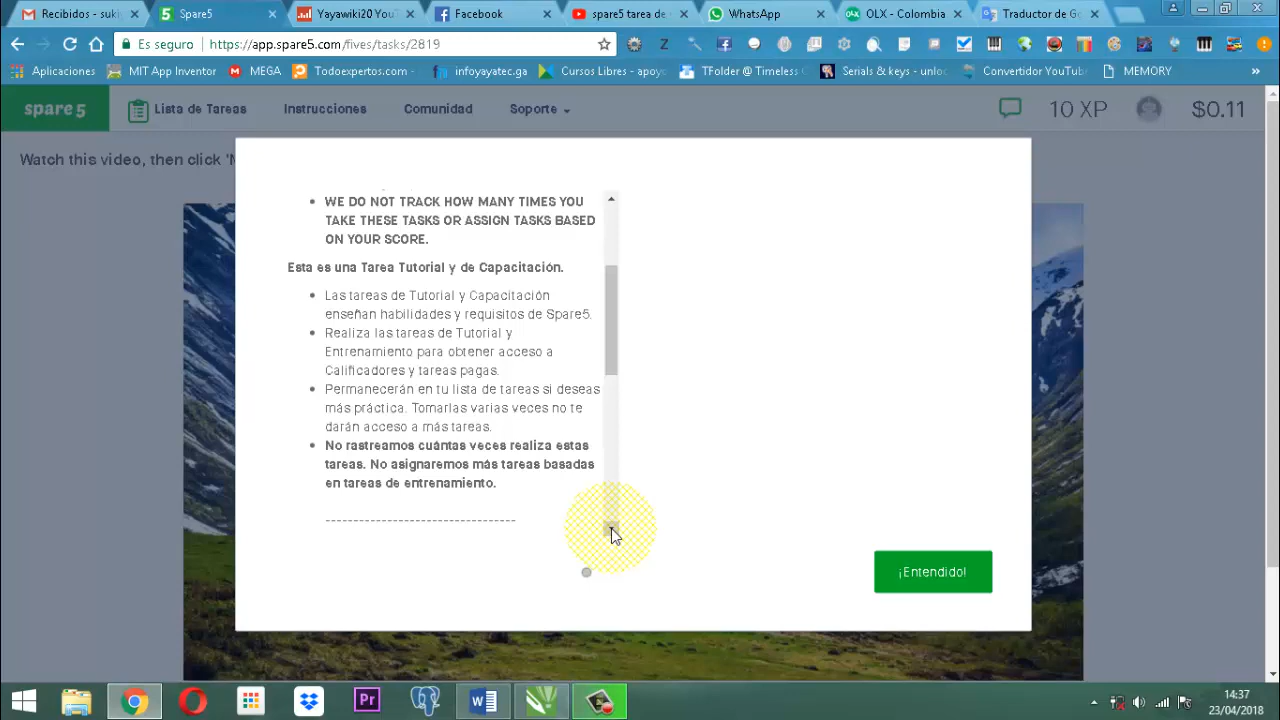 Recibidos - kum
Spare5
Yayawiki20 You
Facebook
spare5 tarea de
WhatsApp
OLX - Colombia
Traductor de Go
Es seguro
https://app.spare5.com/fives/tasks/2819
Aplicaciones
MIT App Inventor
MEGA
Todoexpertos.com -
infoyayatec.ga
Cursos Libres - apoyo
TFolder @ Timeless
Serials & keys - unloc
Convertidor YouTube
MEMORY
»
spare5
Lista de Tareas
Instrucciones
Comunidad
Soporte
10 XP
$0.11
Watch this video, then click '
WE DO NOT TRACK HOW MANY TIMES YOU
TAKE THESE TASKS OR ASSIGN TASKS BASED
ON YOUR SCORE.
Esta es una Tarea Tutorial y de Capacitación.
Las tareas de Tutorial y Capacitación
enseñan habilidades y requisitos de Spare5.
Realiza las tareas de Tutorial y
Entrenamiento para obtener acceso a
Calificadores y tareas pagas.
Permanecerán en tu lista de tareas si deseas
más práctica. Tomarlas varias veces no te
darán acceso a más tareas.
No rastreamos cuántas veces realiza estas
tareas. No asignaremos más tareas basadas
en tareas de entrenamiento.
----------------------------------
¡Entendido!
Pr
14:37
23/04/2018